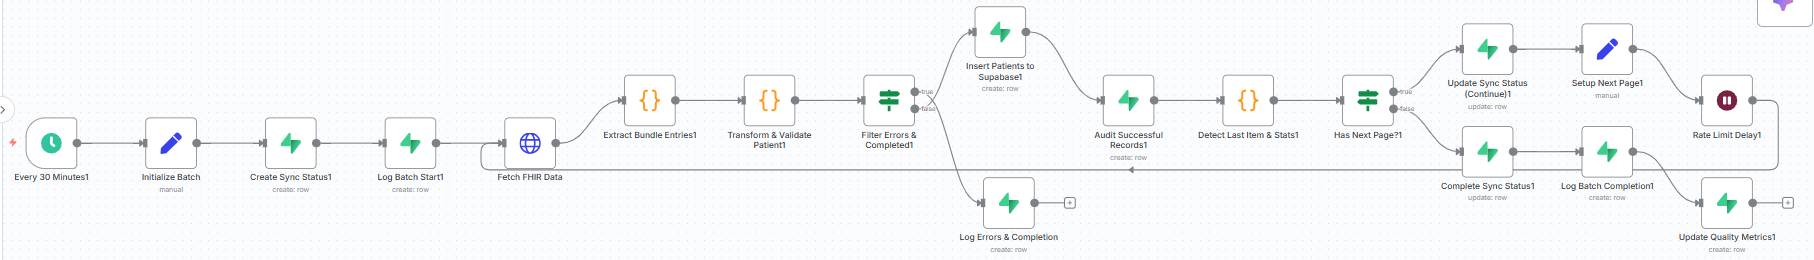 Every 30 Minutes1
Initialize Batch
manual
Create Sync Status1
create: row
Log Batch Start1
create: row
Fetch FHIR Data
Extract Bundle Entries1
Transform & Validate
Patient1
Filter Errors &
Completed1
true
false
Insert Patients to
Supabase1
create: row
Log Errors & Completion
create: row
Audit Successful
Records1
create: row
Detect Last Item & Stats1
Has Next Page?1
true
false
Update Sync Status
(Continue)1
update: row
Setup Next Page1
manual
Rate Limit Delay1
Complete Sync Status1
update: row
Log Batch Completion1
create: row
Update Quality Metrics1
create: row